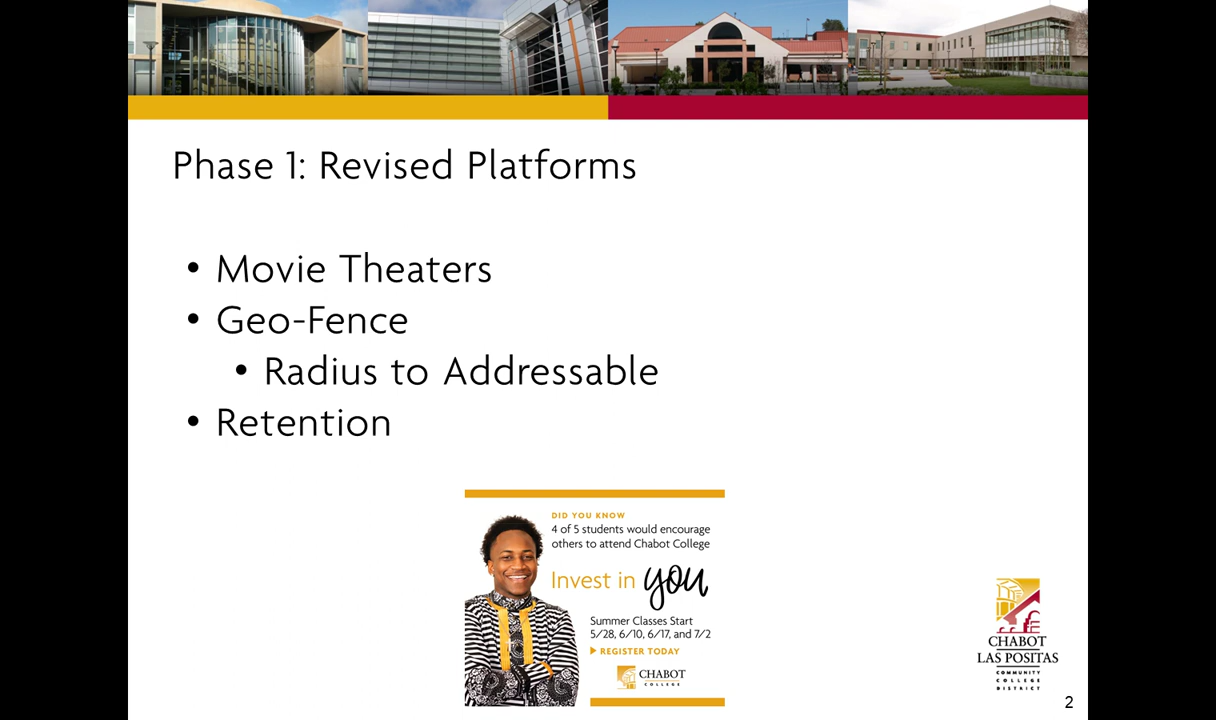 Phase 1: Revised Platforms
• Movie Theaters
• Geo-Fence
• Radius to Addressable
• Retention
DID YOU KNOW
4 of 5 students would encourage
others to attend Chabot College
Invest in you
Summer Classes Start
5/28, 6/10, 6/17, and 7/2
REGISTER TODAY
CHABOT
COLLEGE
CHABOT
LAS POSITAS
COMMUNITY
COLLEGE
DISTRICT
2